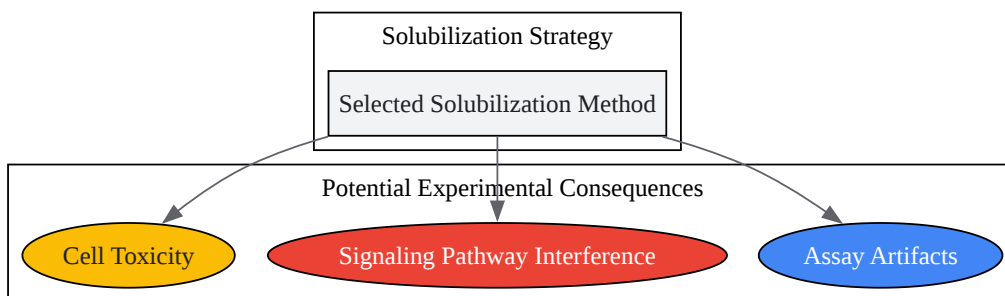 Solubilization Strategy
Selected Solubilization Method
Potential Experimental Consequences
Cell Toxicity
Signaling Pathway Interference
Assay Artifacts